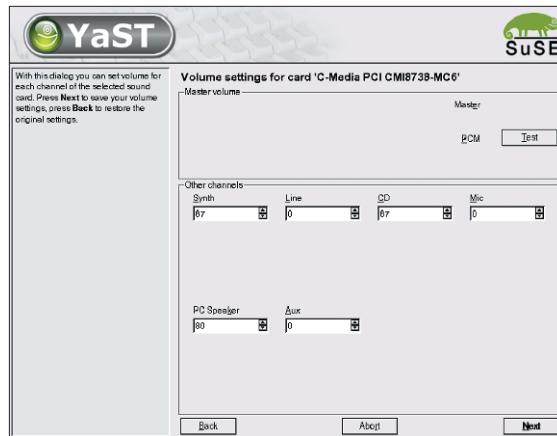 YaST
SuSE
With this dialog you can set volume for
each channel of the selected sound
card. Press Next to save your volume
settings, press Back to restore the
original settings.
Volume settings for card 'C-Media PCI CMI8738-MC6'
Master volume
Master
PCM
Test
Other channels
Synth
Line
CD
Mic
87
0
87
0
PC Speaker
Aux
80
0
Back
Abort
Next